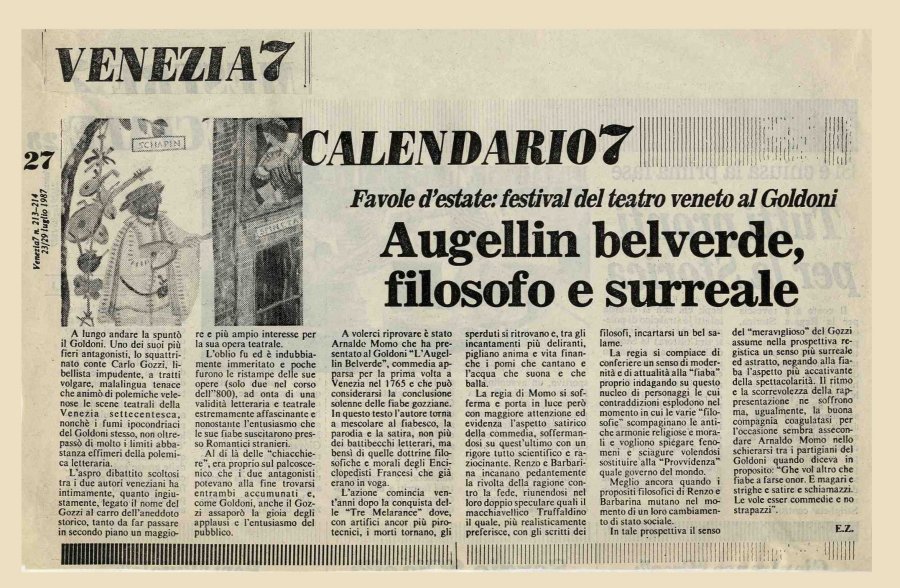 VENEZIA7
27
Venezia7 n. 213-214
23/29 luglio 1987
SCHAPIN
CALENDARIO7
Favole d'estate: festival del teatro veneto al Goldoni
Augellin belverde,
filosofo e surreale
A lungo andare la spuntò
il Goldoni. Uno dei suoi più
fieri antagonisti, lo squattri-
nato conte Carlo Gozzi, li-
bellista impudente, a tratti
volgare, malalingua tenace
che animò di polemiche vele-
nose le scene teatrali della
Venezia settecentesca,
nonchè i fumi ipocondriaci
del Goldoni stesso, non oltre-
passò di molto i limiti abba-
stanza effimeri della polemi-
ca letteraria.
L'aspro dibattito scoltosi
tra i due autori veneziani ha
intimamente, quanto ingiu-
stamente, legato il nome del
Gozzi al carro dell'aneddoto
storico, tanto da far passare
in secondo piano un maggio-
re e più ampio interesse per
la sua opera teatrale.
L'oblio fu ed è indubbia-
mente immeritato e poche
furono le ristampe delle sue
opere (solo due nel corso
dell'800), ad onta di una
validità letteraria e teatrale
estremamente affascinante e
nonostante l'entusiasmo che
le sue fiabe suscitarono pres-
so Romantici stranieri.
Al di là delle "chiacchie-
re", era proprio sul palcosce-
nico che i due antagonisti
potevano alla fine trovarsi
entrambi accumunati e,
come Goldoni, anche il Goz-
zi assaporò la gioia degli
applausi e l'entusiasmo del
pubblico.
A volerci riprovare è stato
Arnaldo Momo che ha pre-
sentato al Goldoni "L'Augel-
lin Belverde", commedia ap-
parsa per la prima volta a
Venezia nel 1765 e che può
considerarsi la conclusione
solenne delle fiabe gozziane.
In questo testo l'autore torna
a mescolare al fiabesco, la
parodia e la satira, non più
dei battibecchi letterari, ma
bensì di quelle dottrine filo-
sofiche e morali degli Enci-
clopedisti Francesi che già
erano in voga.
L'azione comincia ven-
t'anni dopo la conquista del-
le "Tre Melarance" dove,
con artifici ancor più piro-
tecnici, i morti tornano, gli
sperduti si ritrovano e, tra gli
incantamenti più deliranti,
pigliano anima e vita finan-
che i pomi che cantano e
l'acqua che suona e che
balla.
La regia di Momo si sof-
ferma e porta in luce però
con maggiore attenzione ed
evidenza l'aspetto satirico
della commedia, sofferman-
dosi su quest'ultimo con un
rigore tutto scientifico e ra-
ziocinante. Renzo e Barbari-
na incarnano pedantemente
la rivolta della ragione con-
tro la fede, riunendosi nel
loro doppio speculare quali il
macchavellico Truffaldino
il quale, più realisticamente
preferisce, con gli scritti dei
filosofi, incartarsi un bel sa-
lame.
La regia si compiace di
conferire un senso di moder-
nità e di attualità alla "fiaba"
proprio indagando su questo
nucleo di personaggi le cui
contraddizioni esplodono nel
momento in cui le varie "filo-
sofie" scompaginano le anti-
che armonie religiose e mora-
li e vogliono spiegare feno-
meni e sciagure volendosi
sostituire alla "Provvidenza"
quale governo del mondo.
Meglio ancora quando i
propositi filosofici di Renzo e
Barbarina mutano nel mo-
mento di un loro cambiamen-
to di stato sociale.
In tale prospettiva il senso
del "meraviglioso" del Gozzi
assume nella prospettiva re-
gistica un senso più surreale
ed astratto, negando alla fia-
ba l'aspetto più accattivante
della spettacolarità. Il ritmo
e la scorrevolezza della rap-
presentazione ne soffrono
ma, ugualmente, la buona
compagnia coagulatasi per
l'occasione sembra assecon-
dare Arnaldo Momo nello
schierarsi tra i partigiani del
Goldoni quando diceva in
proposito: "Ghe vol altro che
fiabe a farse onor. E magari e
strighe e satire e schiamazzi.
Le vole esser commedie e no
strapazzi".
E.Z.